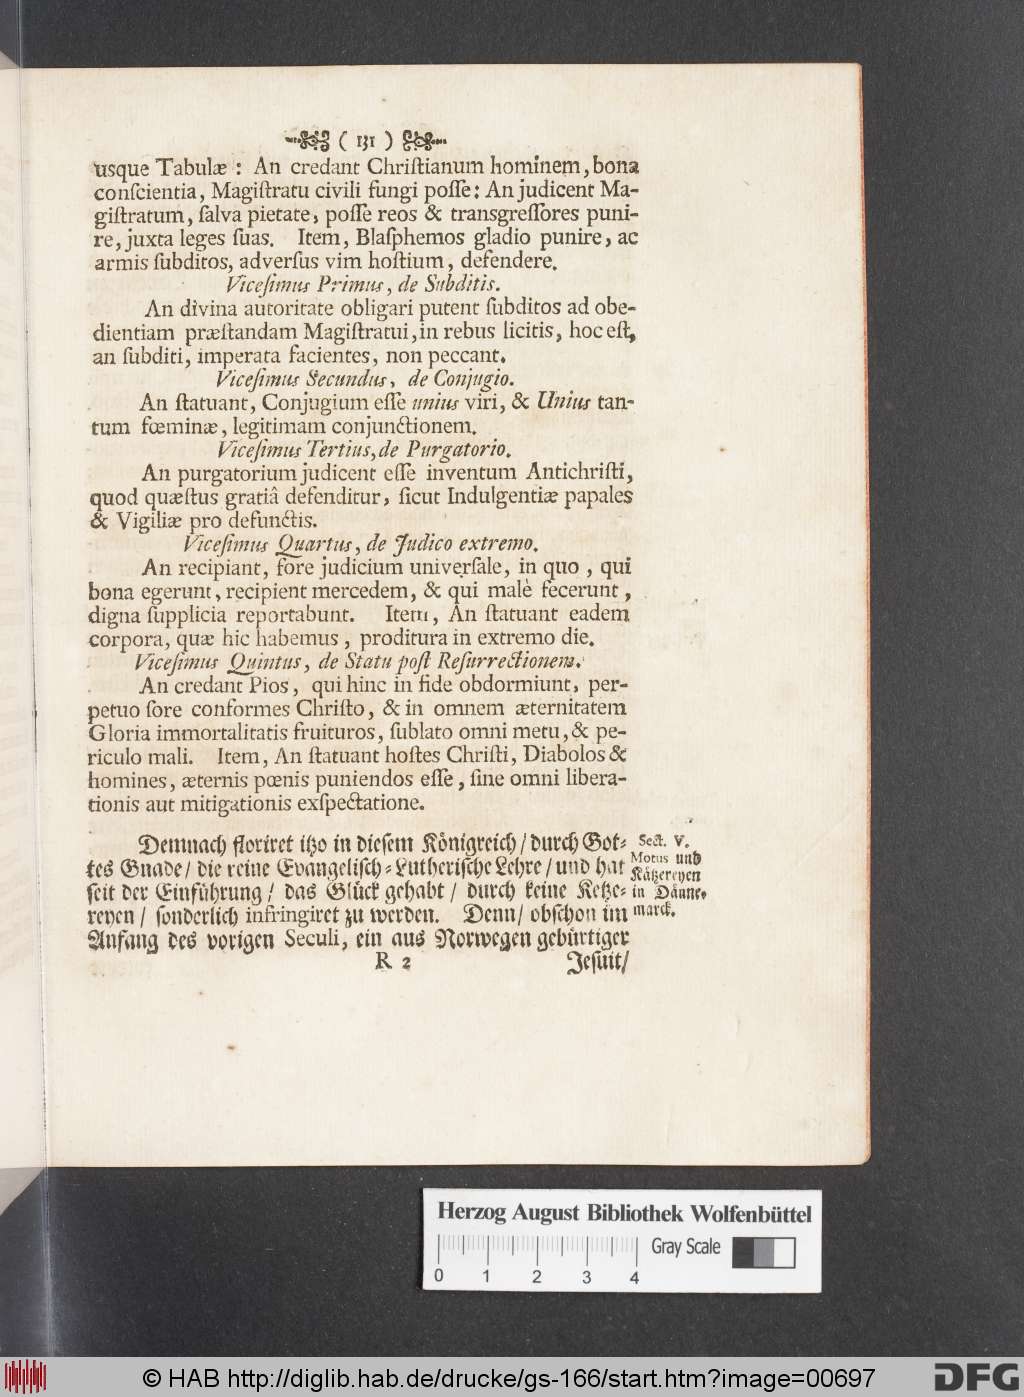 ( 131 )
usque Tabulæ : An credant Chriſtianum hominem, bona
conſcientia, Magiſtratu civili fungi poſſe: An judicent Ma-
giſtratum, ſalva pietate, poſſe reos & transgreſſores puni-
re, juxta leges ſuas. Item, Blaſphemos gladio punire, ac
armis ſubditos, adverſus vim hoſtium, defendere.
Viceſimus Primus, de Subditis.
An divina autoritate obligari putent ſubditos ad obe-
dientiam præſtandam Magiſtratui, in rebus licitis, hoc eſt,
an ſubditi, imperata facientes, non peccant.
Viceſimus Secundus, de Conjugio.
An ſtatuant, Conjugium eſſe unius viri, & Unius tan-
tum fœminæ, legitimam conjunctionem.
Viceſimus Tertius, de Purgatorio.
An purgatorium judicent eſſe inventum Antichriſti,
quod quæſtus gratiâ defenditur, ſicut Indulgentiæ papales
& Vigiliæ pro defunctis.
Viceſimus Quartus, de Judico extremo.
An recipiant, fore judicium univerſale, in quo, qui
bona egerunt, recipient mercedem, & qui malè fecerunt,
digna ſupplicia reportabunt. Item, An ſtatuant eadem
corpora, quæ hic habemus, proditura in extremo die.
Viceſimus Quintus, de Statu poſt Reſurrectionem.
An credant Pios, qui hinc in fide obdormiunt, per-
petuo fore conformes Chriſto, & in omnem æternitatem
Gloria immortalitatis fruituros, ſublato omni metu, & pe-
riculo mali. Item, An ſtatuant hoſtes Chriſti, Diabolos &
homines, æternis pœnis puniendos eſſe, ſine omni libera-
tionis aut mitigationis exſpectatione.
Demnach floriret itzo in dieſem Königreich / durch Got-
tes Gnade / die reine Evangeliſch-Lutheriſche Lehre / und hat
ſeit der Einführung / das Glück gehabt / durch keine Ketze-
reyen / ſonderlich infringiret zu werden. Denn / obſchon im
Anfang des vorigen Seculi, ein aus Norwegen gebürtiger
Sect. V.
Motus und
Kätzereyen
in Dänne-
marck.
R 2
Jeſuit /
Herzog August Bibliothek Wolfenbüttel
Gray Scale
0 1 2 3 4
© HAB http://diglib.hab.de/drucke/gs-166/start.htm?image=00697
DFG